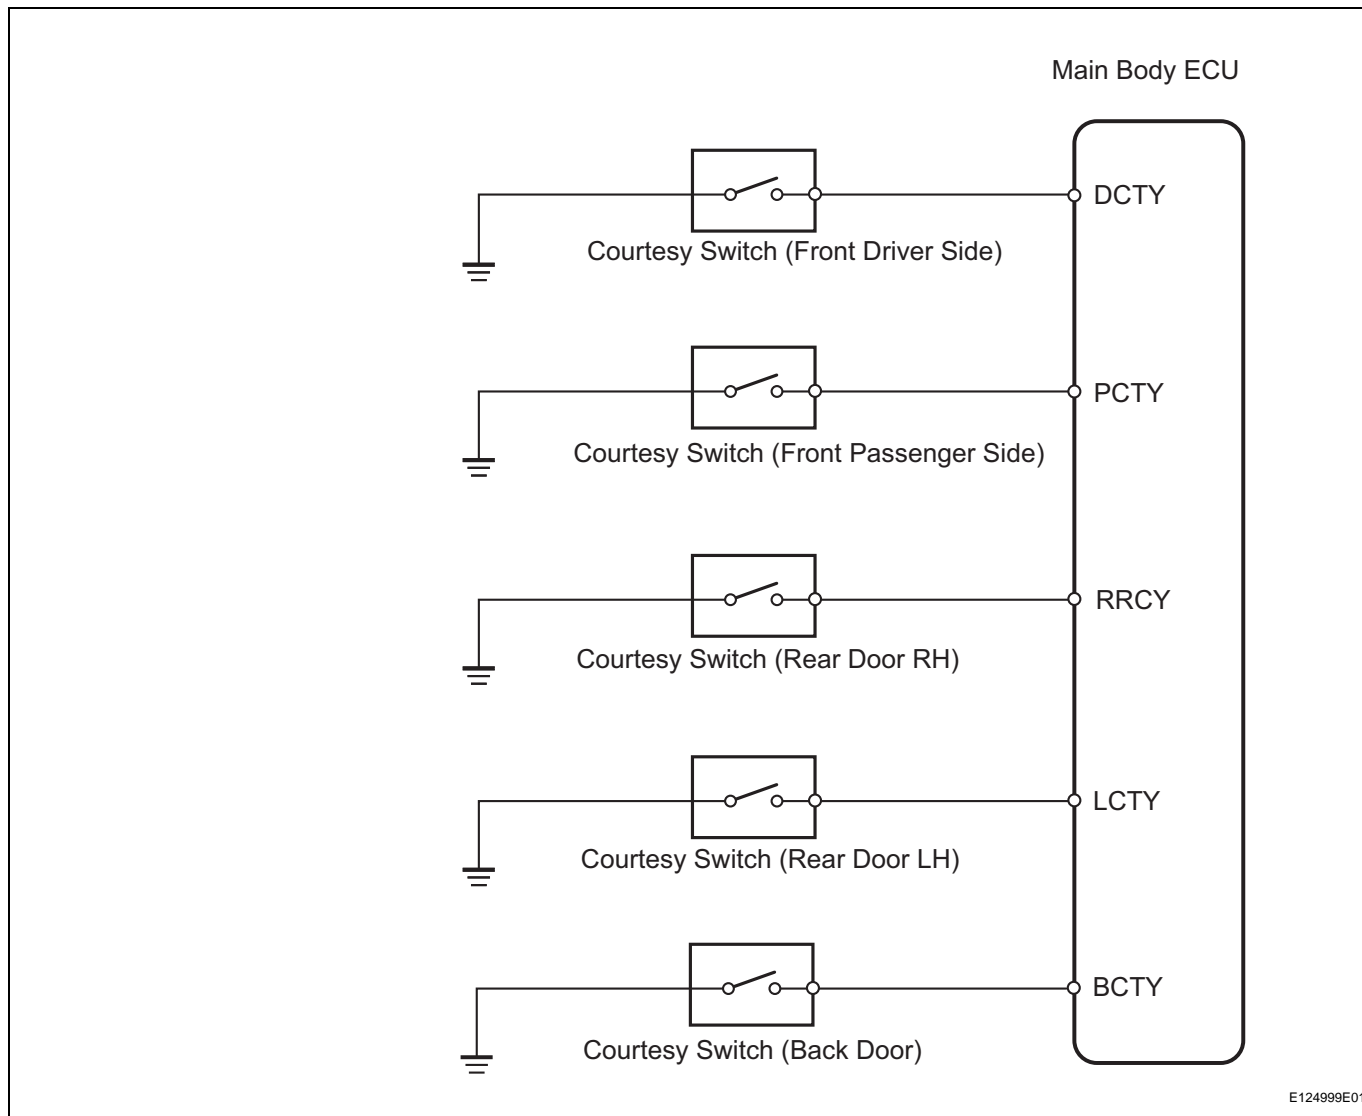 Main Body ECU
DCTY
Courtesy Switch (Front Driver Side)
PCTY
Courtesy Switch (Front Passenger Side)
RRCY
Courtesy Switch (Rear Door RH)
LCTY
Courtesy Switch (Rear Door LH)
BCTY
Courtesy Switch (Back Door)
E124999E01